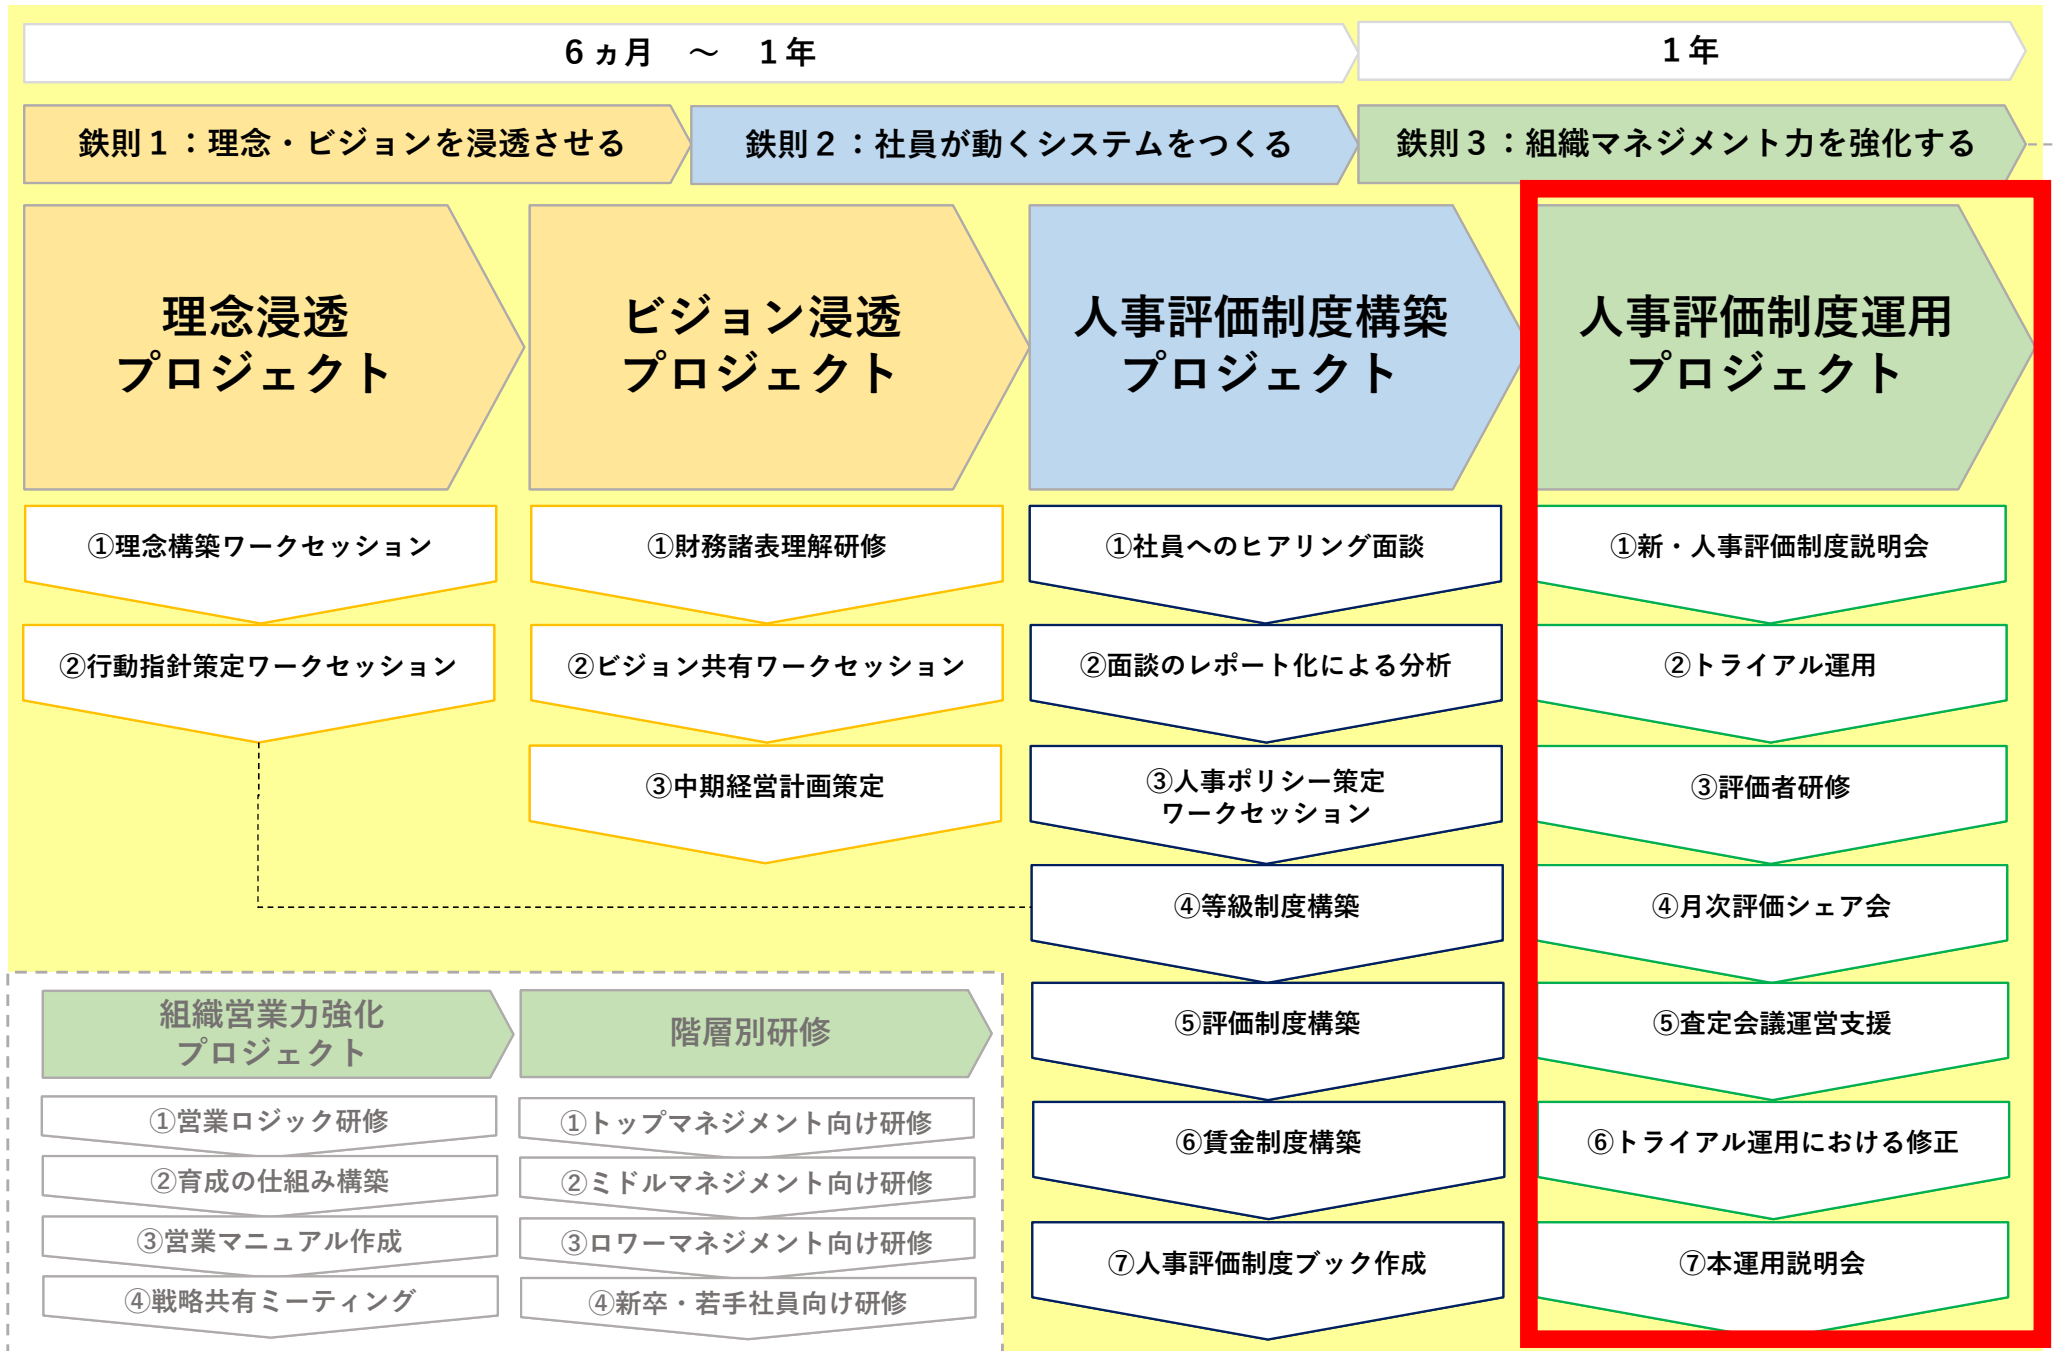 6ヵ月　～　1年
1年
鉄則1：理念・ビジョンを浸透させる
鉄則2：社員が動くシステムをつくる
鉄則3：組織マネジメント力を強化する
理念浸透
プロジェクト
①理念構築ワークセッション
②行動指針策定ワークセッション
ビジョン浸透
プロジェクト
①財務諸表理解研修
②ビジョン共有ワークセッション
③中期経営計画策定
人事評価制度構築
プロジェクト
①社員へのヒアリング面談
②面談のレポート化による分析
③人事ポリシー策定
ワークセッション
④等級制度構築
⑤評価制度構築
⑥賃金制度構築
⑦人事評価制度ブック作成
人事評価制度運用
プロジェクト
①新・人事評価制度説明会
②トライアル運用
③評価者研修
④月次評価シェア会
⑤査定会議運営支援
⑥トライアル運用における修正
⑦本運用説明会
組織営業力強化
プロジェクト
①営業ロジック研修
②育成の仕組み構築
③営業マニュアル作成
④戦略共有ミーティング
階層別研修
①トップマネジメント向け研修
②ミドルマネジメント向け研修
③ロワーマネジメント向け研修
④新卒・若手社員向け研修